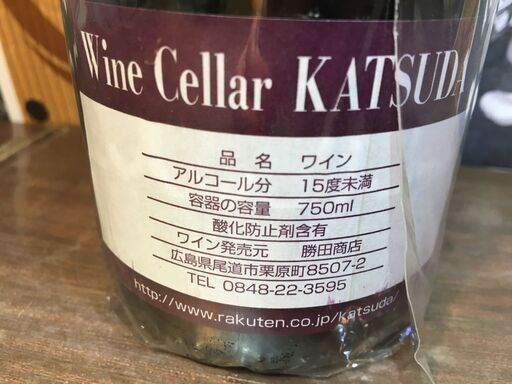 Wine Cellar KATSUDA
品名 ワイン
アルコール分 15度未満
容器の容量 750ml
酸化防止剤含有
ワイン発売元 勝田商店
広島県尾道市栗原町8507-2
TEL 0848-22-3595
http://www.rakuten.co.jp/katsuda/